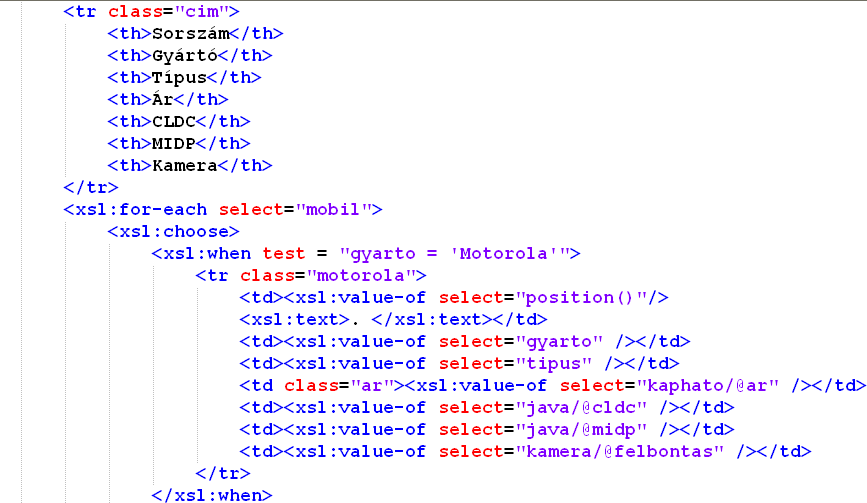 <tr class="cim">
<th>Sorszám</th>
<th>Gyártó</th>
<th>Típus</th>
<th>Ár</th>
<th>CLDC</th>
<th>MIDP</th>
<th>Kamera</th>
</tr>
<xsl:for-each select="mobil">
<xsl:choose>
<xsl:when test = "gyarto = 'Motorola'">
<tr class="motorola">
<td><xsl:value-of select="position()"/>
<xsl:text>. </xsl:text></td>
<td><xsl:value-of select="gyarto" /></td>
<td><xsl:value-of select="tipus" /></td>
<td class="ar"><xsl:value-of select="kaphato/@ar" /></td>
<td><xsl:value-of select="java/@cldc" /></td>
<td><xsl:value-of select="java/@midp" /></td>
<td><xsl:value-of select="kamera/@felbontas" /></td>
</tr>
</xsl:when>